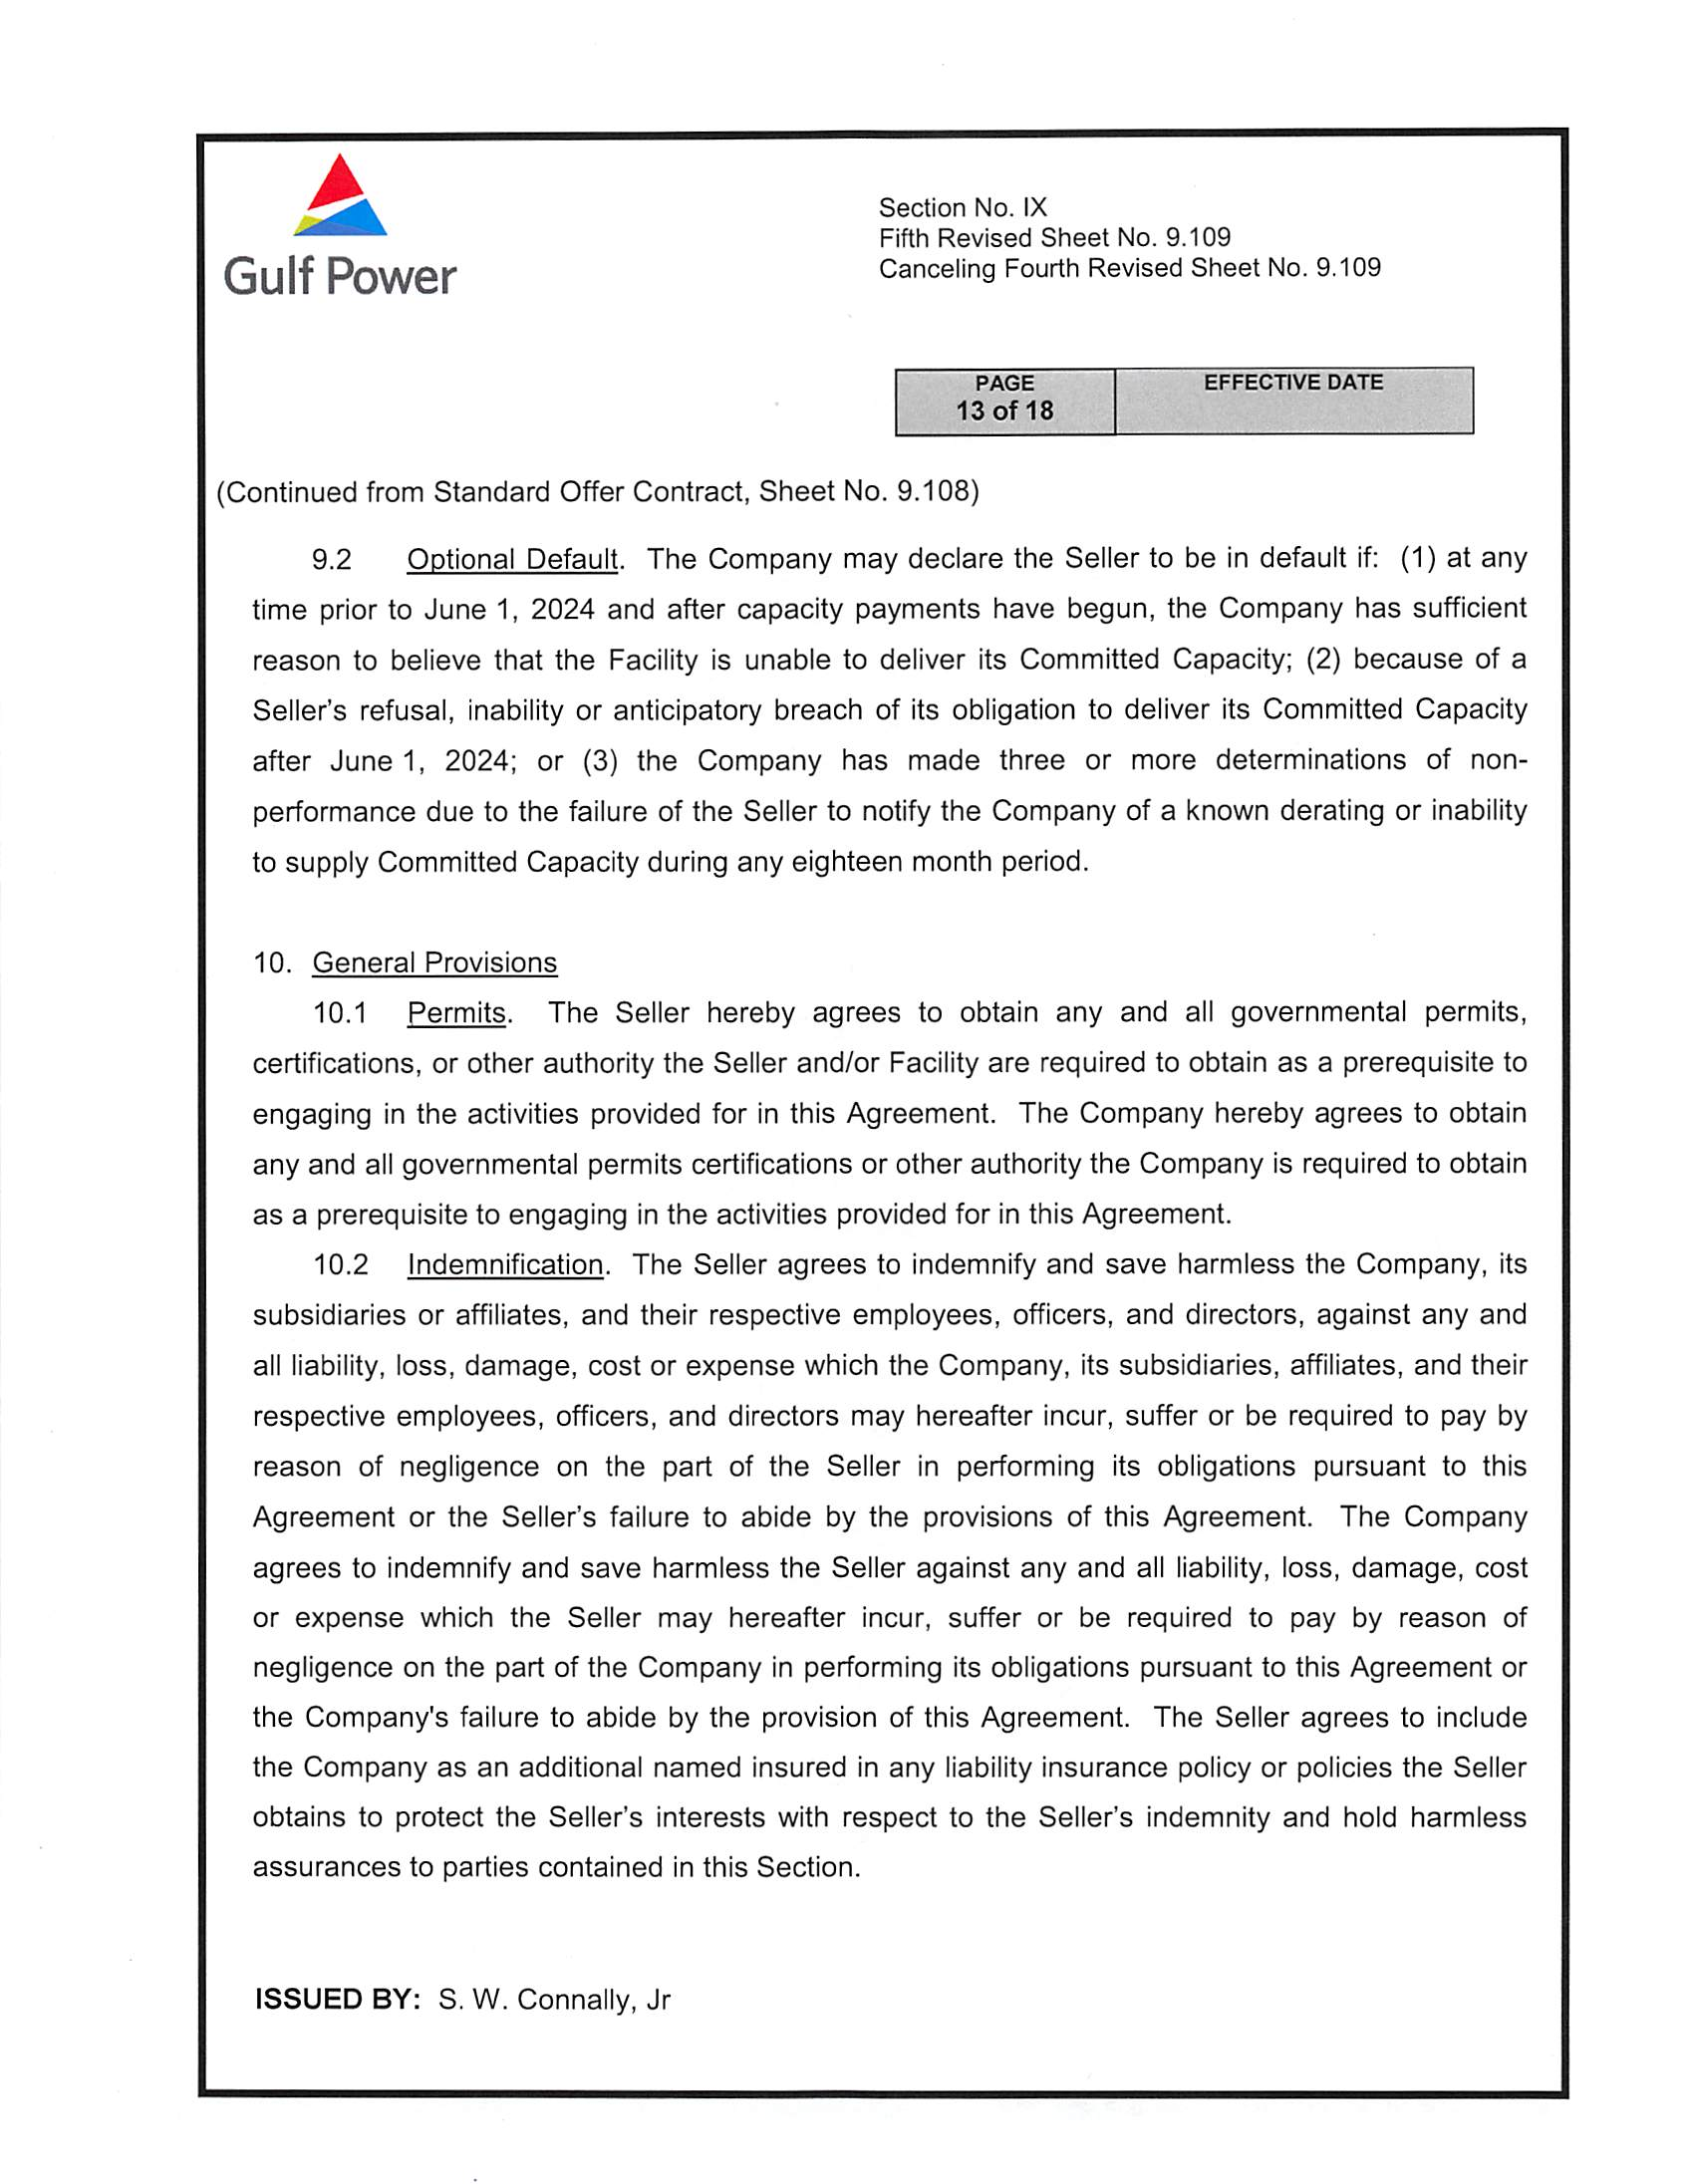 Gulf Power
Section No. IX
Fifth Revised Sheet No. 9.109
Canceling Fourth Revised Sheet No. 9.109
PAGE
13 of 18
EFFECTIVE DATE
(Continued from Standard Offer Contract, Sheet No. 9.108)
9.2 Optional Default. The Company may declare the Seller to be in default if: (1) at any
time prior to June 1, 2024 and after capacity payments have begun, the Company has sufficient
reason to believe that the Facility is unable to deliver its Committed Capacity; (2) because of a
Seller's refusal, inability or anticipatory breach of its obligation to deliver its Committed Capacity
after June 1, 2024; or (3) the Company has made three or more determinations of non-
performance due to the failure of the Seller to notify the Company of a known derating or inability
to supply Committed Capacity during any eighteen month period.
10. General Provisions
10.1 Permits. The Seller hereby agrees to obtain any and all governmental permits,
certifications, or other authority the Seller and/or Facility are required to obtain as a prerequisite to
engaging in the activities provided for in this Agreement. The Company hereby agrees to obtain
any and all governmental permits certifications or other authority the Company is required to obtain
as a prerequisite to engaging in the activities provided for in this Agreement.
10.2 Indemnification. The Seller agrees to indemnify and save harmless the Company, its
subsidiaries or affiliates, and their respective employees, officers, and directors, against any and
all liability, loss, damage, cost or expense which the Company, its subsidiaries, affiliates, and their
respective employees, officers, and directors may hereafter incur, suffer or be required to pay by
reason of negligence on the part of the Seller in performing its obligations pursuant to this
Agreement or the Seller's failure to abide by the provisions of this Agreement. The Company
agrees to indemnify and save harmless the Seller against any and all liability, loss, damage, cost
or expense which the Seller may hereafter incur, suffer or be required to pay by reason of
negligence on the part of the Company in performing its obligations pursuant to this Agreement or
the Company's failure to abide by the provision of this Agreement. The Seller agrees to include
the Company as an additional named insured in any liability insurance policy or policies the Seller
obtains to protect the Seller's interests with respect to the Seller's indemnity and hold harmless
assurances to parties contained in this Section.
ISSUED BY: S. W. Connally, Jr